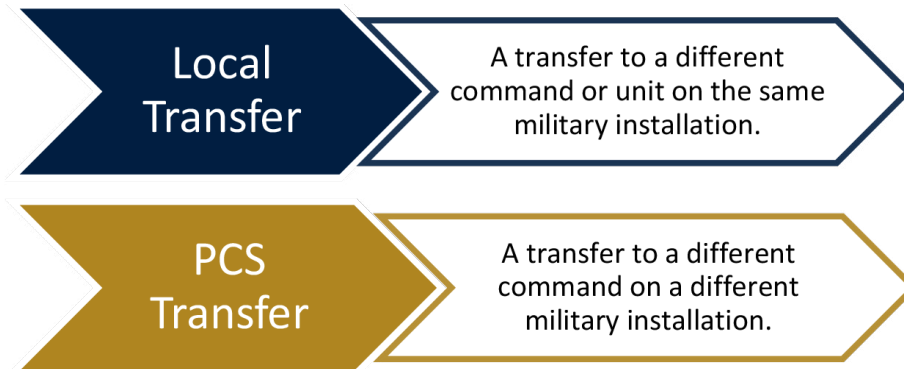 Local
Transfer
A transfer to a different
command or unit on the same
military installation.
PCS
Transfer
A transfer to a different
command on a different
military installation.